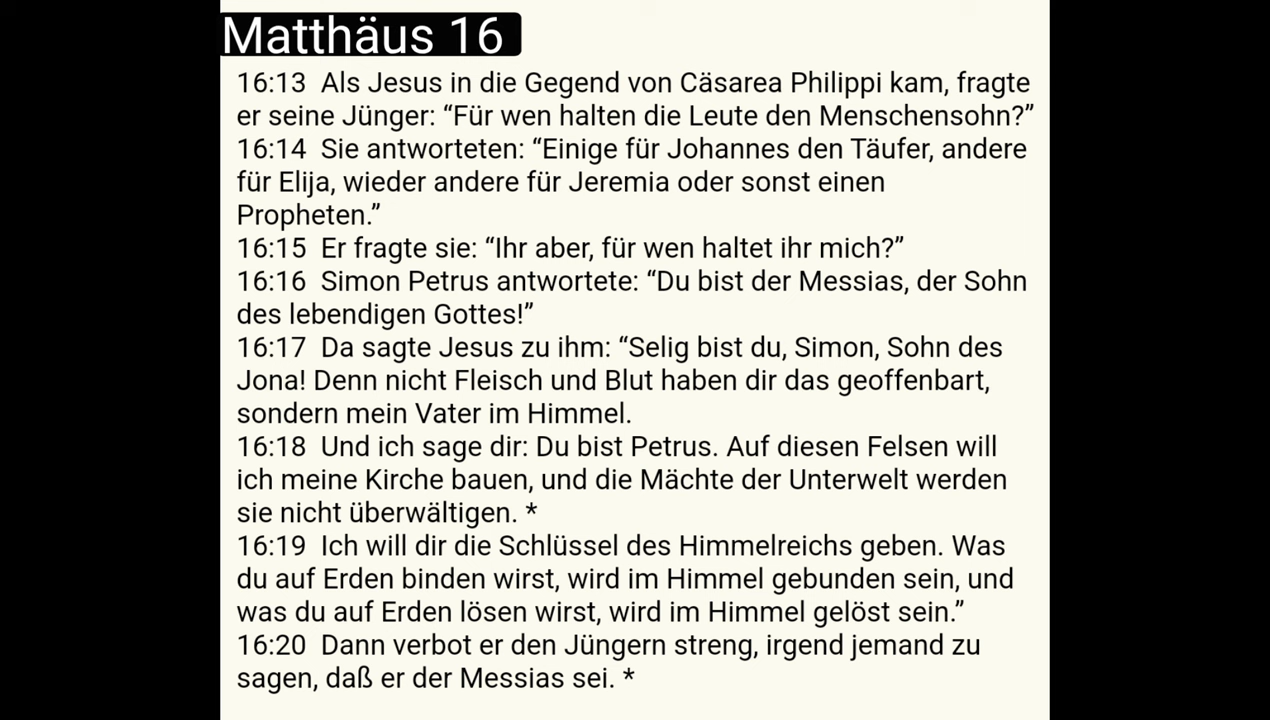 Matthäus 16
16:13 Als Jesus in die Gegend von Cäsarea Philippi kam, fragte
er seine Jünger: “Für wen halten die Leute den Menschensohn?”
16:14 Sie antworteten: “Einige für Johannes den Täufer, andere
für Elija, wieder andere für Jeremia oder sonst einen
Propheten.”
16:15 Er fragte sie: “Ihr aber, für wen haltet ihr mich?”
16:16 Simon Petrus antwortete: “Du bist der Messias, der Sohn
des lebendigen Gottes!”
16:17 Da sagte Jesus zu ihm: “Selig bist du, Simon, Sohn des
Jona! Denn nicht Fleisch und Blut haben dir das geoffenbart,
sondern mein Vater im Himmel.
16:18 Und ich sage dir: Du bist Petrus. Auf diesen Felsen will
ich meine Kirche bauen, und die Mächte der Unterwelt werden
sie nicht überwältigen. *
16:19 Ich will dir die Schlüssel des Himmelreichs geben. Was
du auf Erden binden wirst, wird im Himmel gebunden sein, und
was du auf Erden lösen wirst, wird im Himmel gelöst sein.”
16:20 Dann verbot er den Jüngern streng, irgend jemand zu
sagen, daß er der Messias sei. *